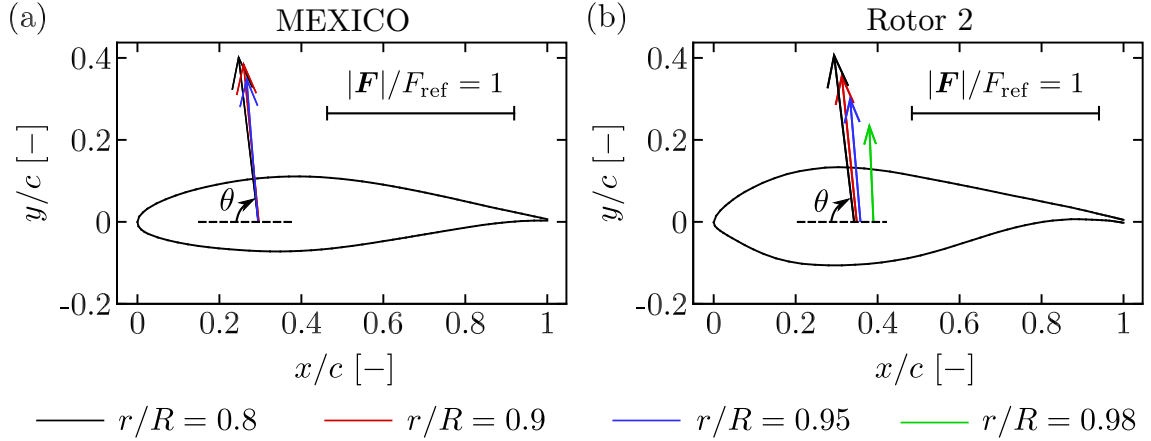 (a) MEXICO
0.4
0.2
0
-0.2
y/c [−]
|F|/F_ref = 1
θ
0 0.2 0.4 0.6 0.8 1
x/c [−]
(b) Rotor 2
0.4
0.2
0
-0.2
y/c [−]
|F|/F_ref = 1
θ
0 0.2 0.4 0.6 0.8 1
x/c [−]
r/R = 0.8 r/R = 0.9 r/R = 0.95 r/R = 0.98